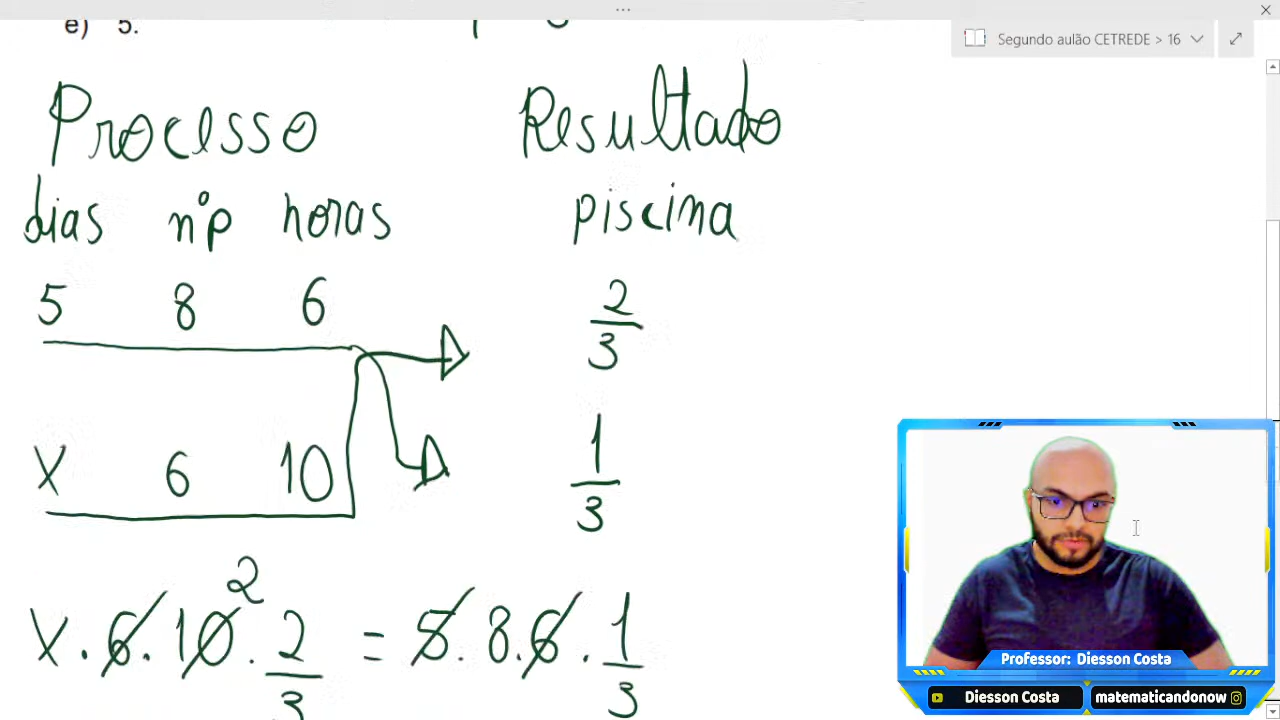 e) 5.
Segundo aulão CETREDE > 16
Processo Resultado
dias nºp horas piscina
5 8 6 2/3
X 6 10 1/3
2
X . 6 . 10 . 2/3 = 5 . 8 . 6 . 1/3
Professor: Diesson Costa
Diesson Costa matematicandonow